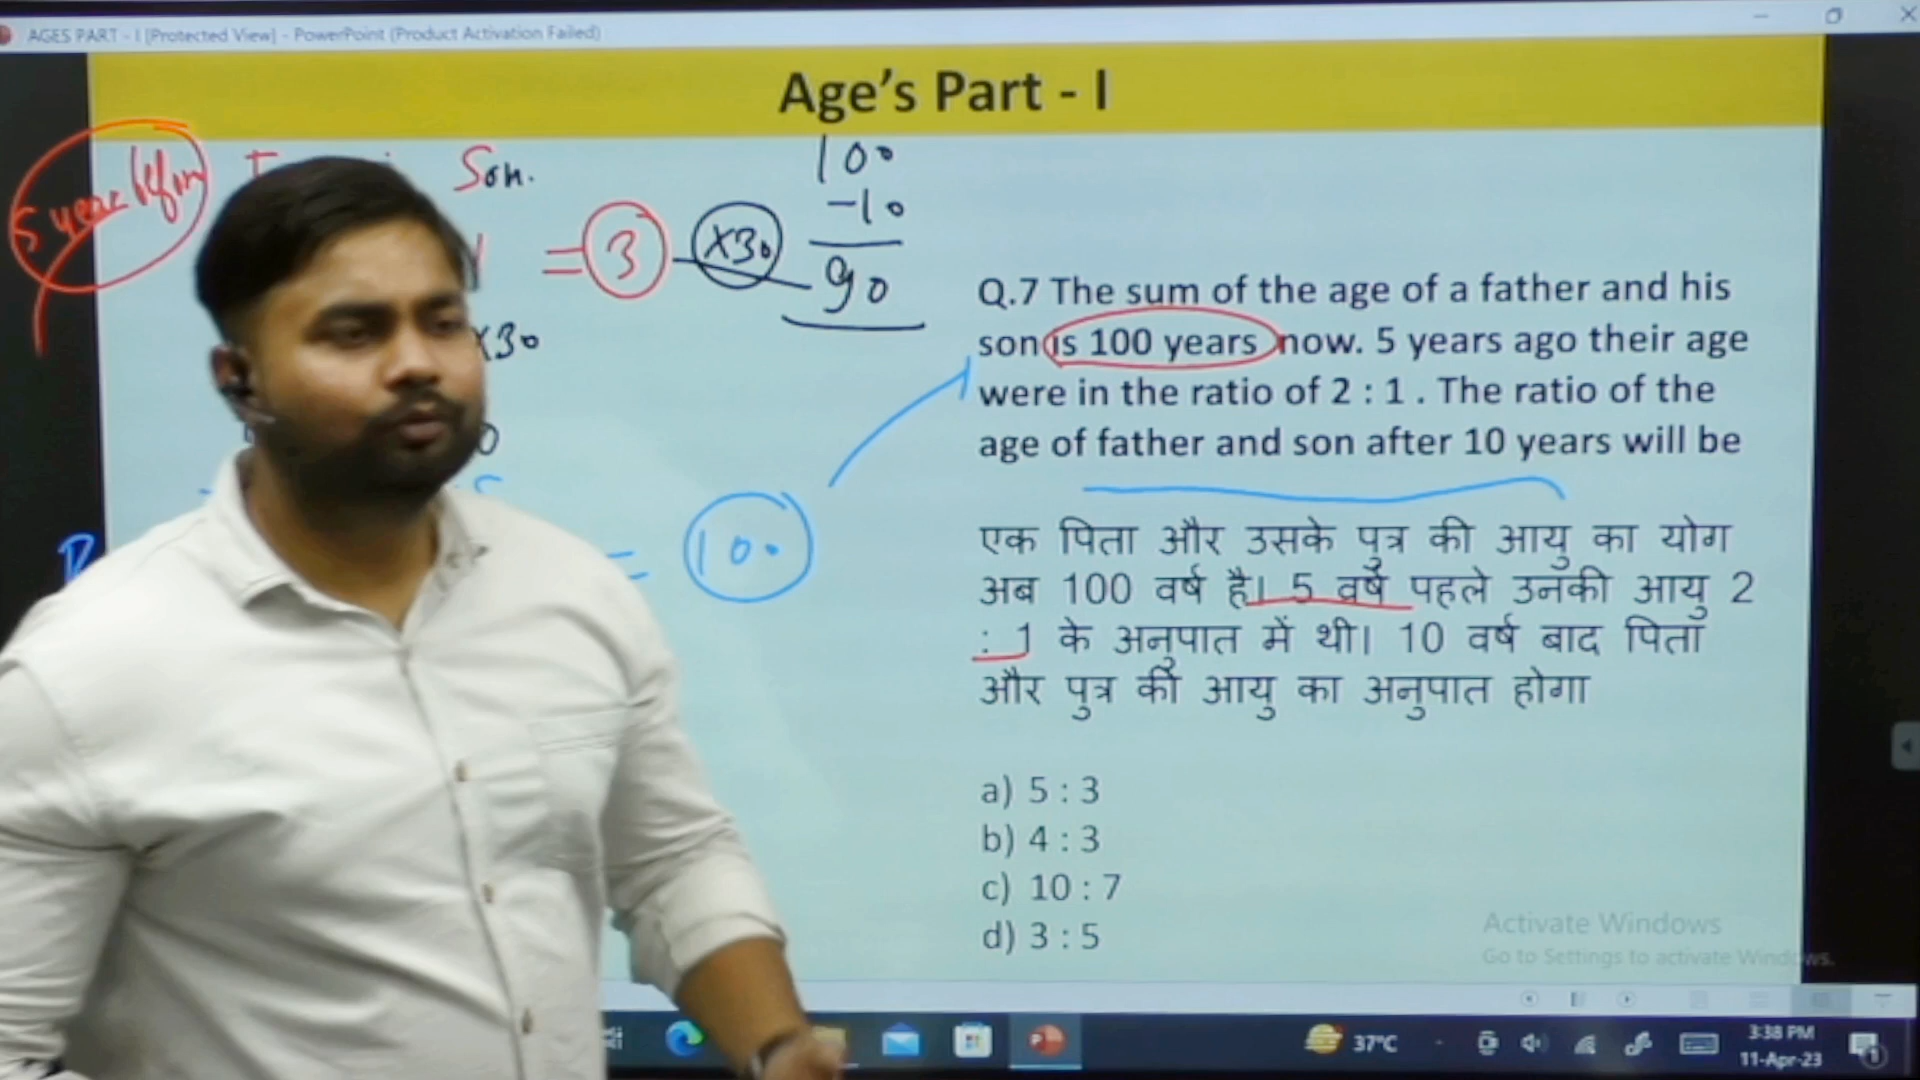 AGES PART - I [Protected View] - PowerPoint (Product Activation Failed)
Age's Part - I
5 year
Son.
= 3
×30
100
-10
90
×30
= 100
Q.7 The sum of the age of a father and his
son is 100 years now. 5 years ago their age
were in the ratio of 2 : 1 . The ratio of the
age of father and son after 10 years will be
एक पिता और उसके पुत्र की आयु का योग
अब 100 वर्ष है। 5 वर्ष पहले उनकी आयु 2
: 1 के अनुपात में थी। 10 वर्ष बाद पिता
और पुत्र की आयु का अनुपात होगा
a) 5 : 3
b) 4 : 3
c) 10 : 7
d) 3 : 5
Activate Windows
Go to Settings to activate Windows.
37°C
3:38 PM
11-Apr-23